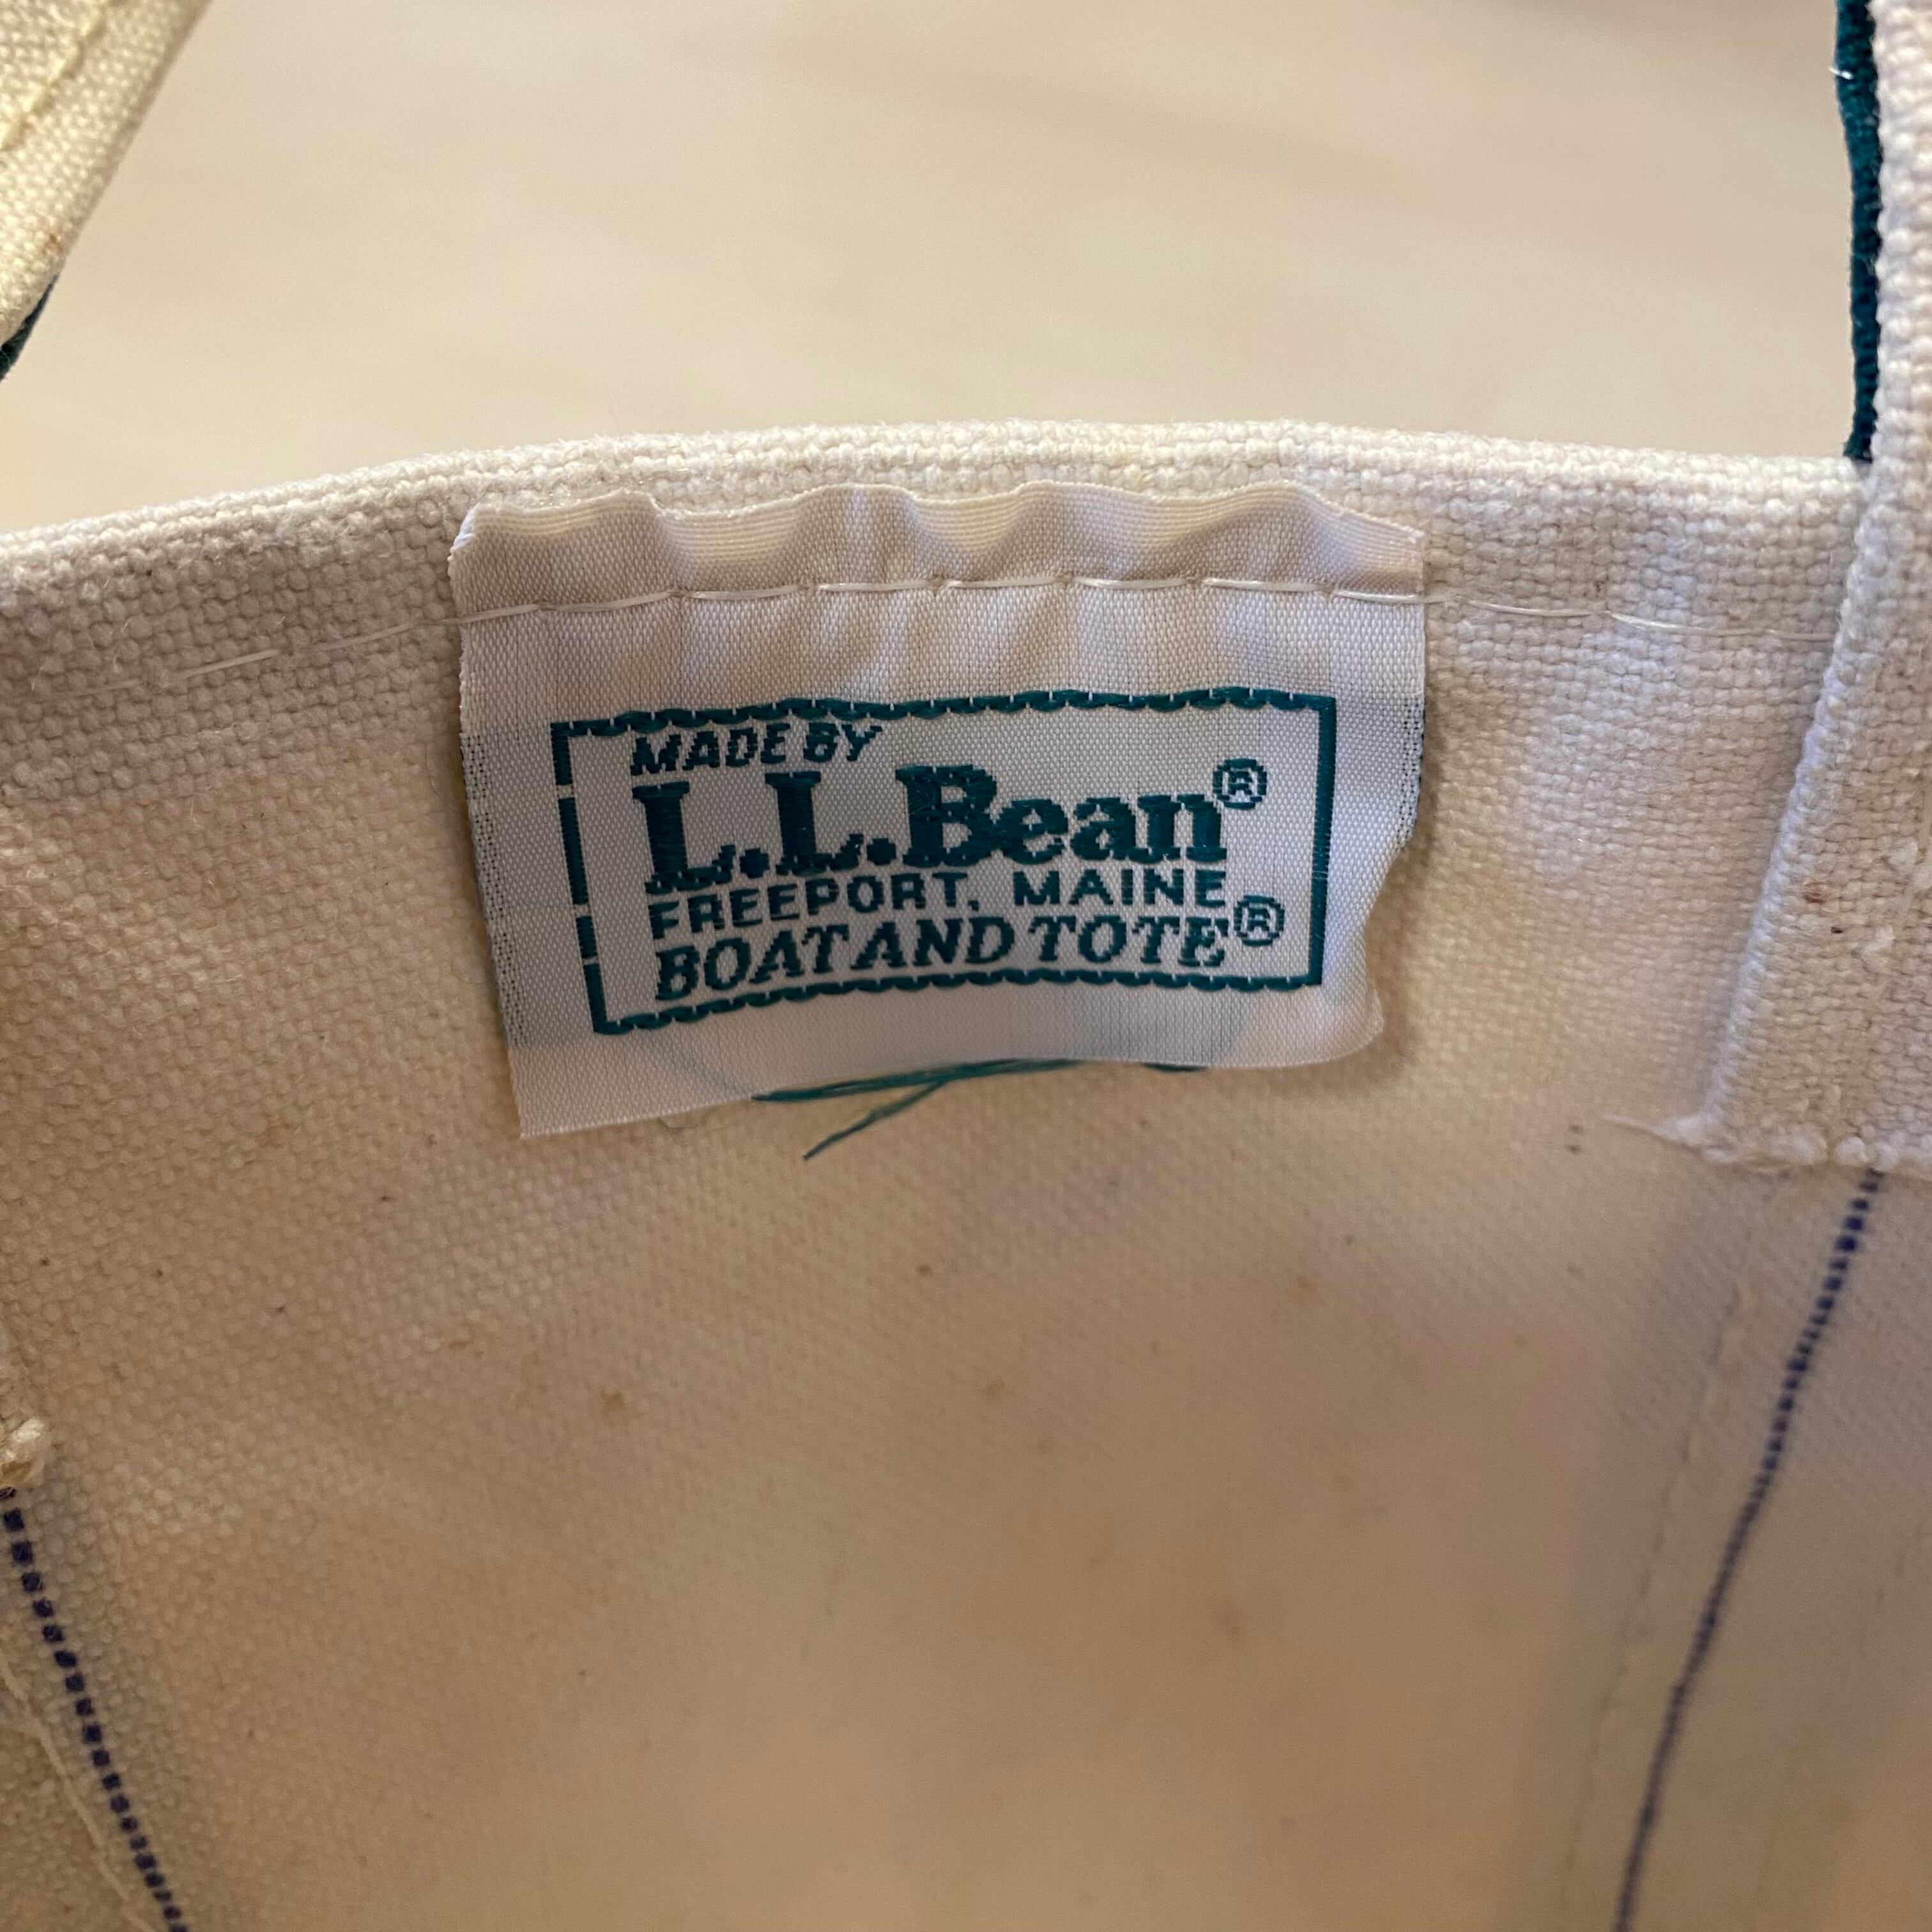 MADE BY
L.L.Bean®
FREEPORT, MAINE
BOAT AND TOTE®